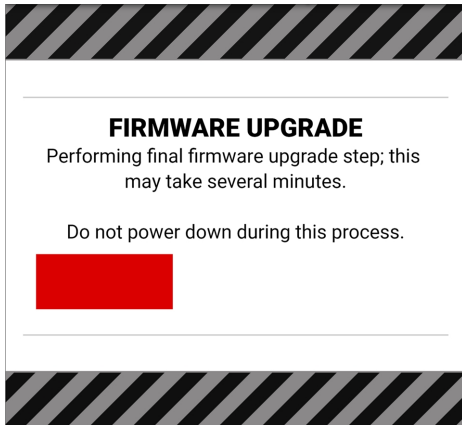 FIRMWARE UPGRADE
Performing final firmware upgrade step; this
may take several minutes.
Do not power down during this process.